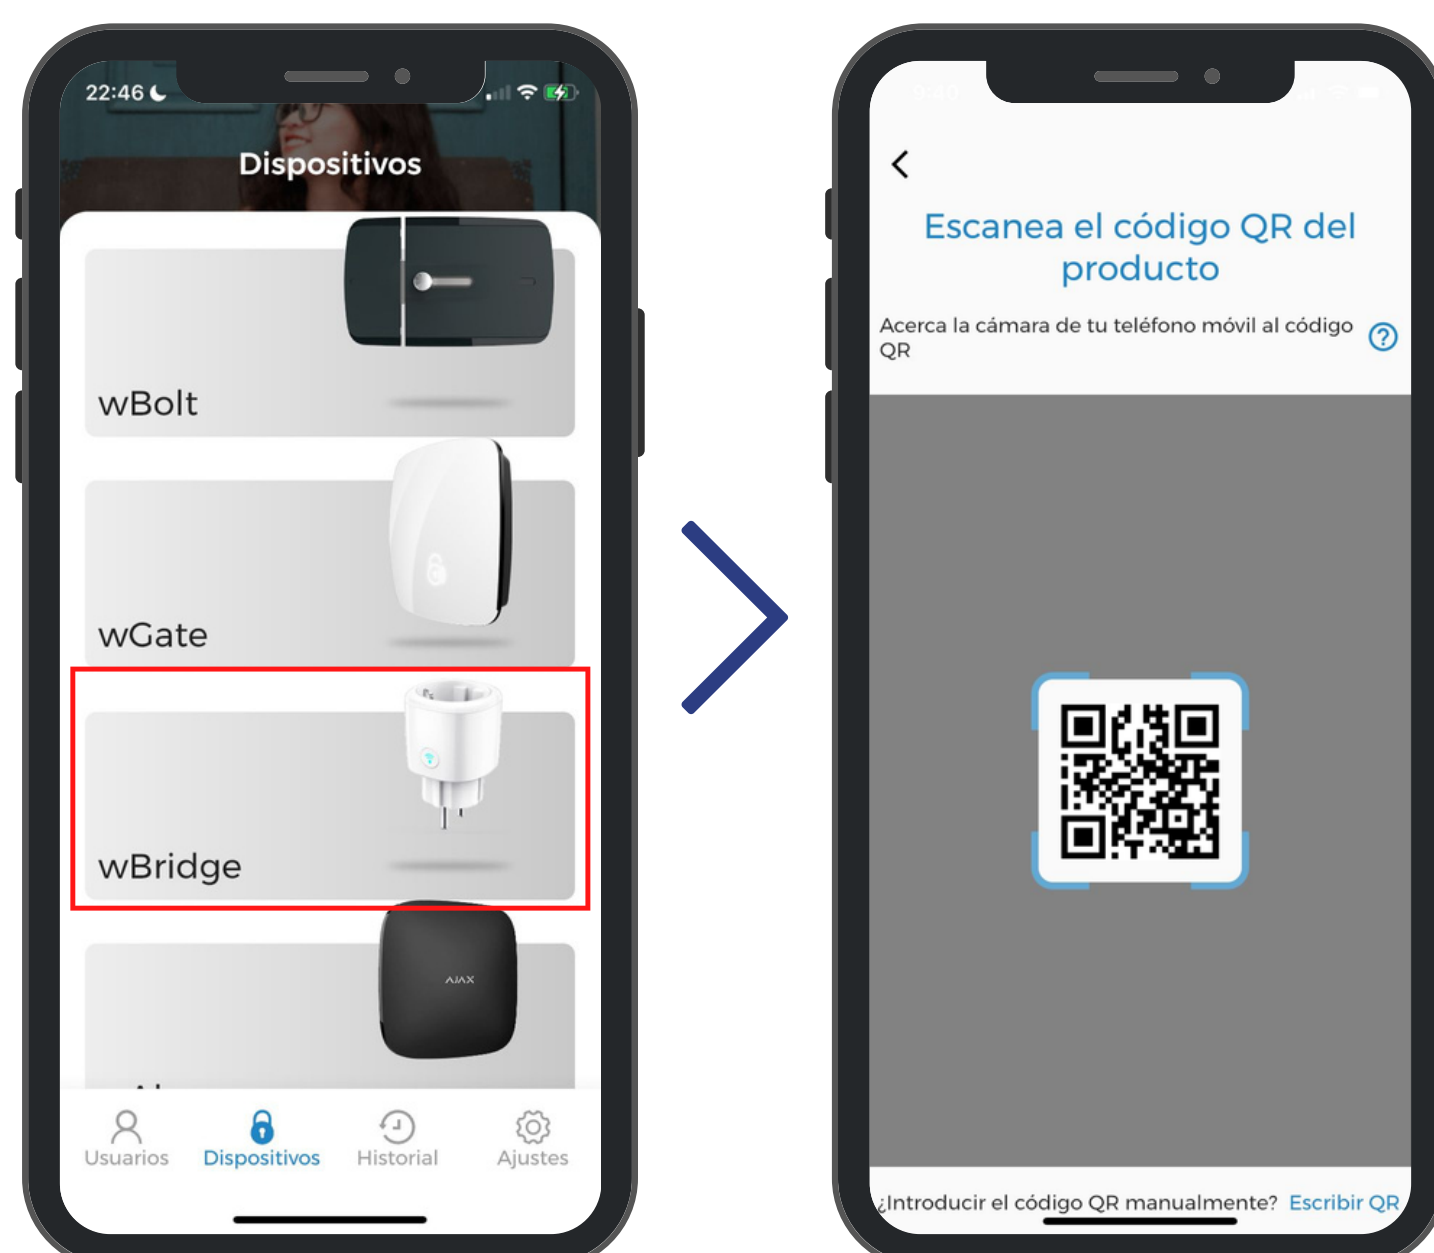 22:46
Dispositivos
wBolt
wGate
wBridge
AJAX
Usuarios
Dispositivos
Historial
Ajustes
Escanea el código QR del
producto
Acerca la cámara de tu teléfono móvil al código
QR
¿Introducir el código QR manualmente? Escribir QR